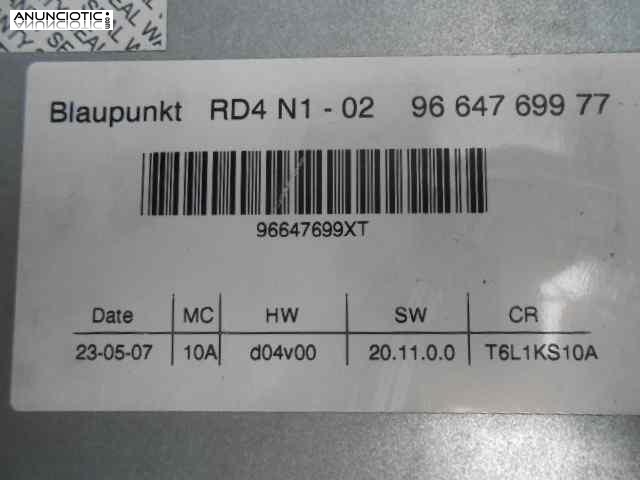 ANUNCIOTIC
Blaupunkt RD4 N1 - 02 96 647 699 77
96647699XT
Date MC HW SW CR
23-05-07 10A d04v00 20.11.0.0 T6L1KS10A